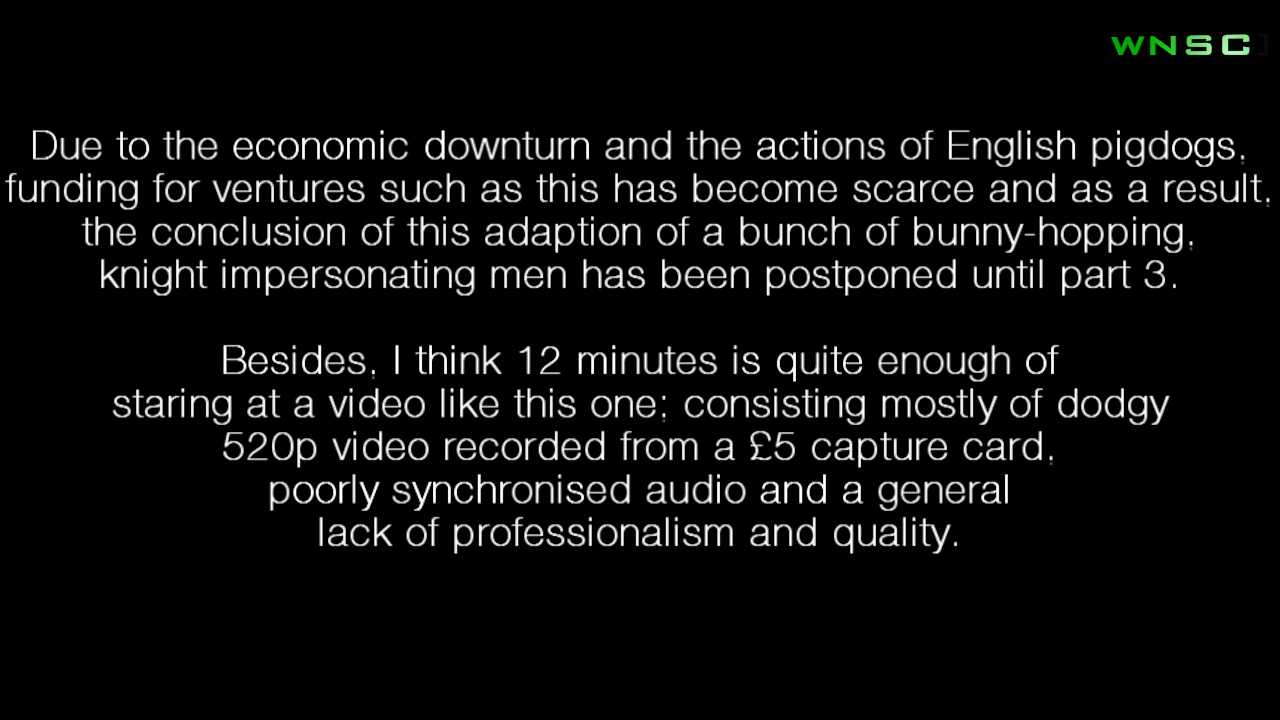 WNSC
Due to the economic downturn and the actions of English pigdogs,
funding for ventures such as this has become scarce and as a result,
the conclusion of this adaption of a bunch of bunny-hopping,
knight impersonating men has been postponed until part 3.
Besides, I think 12 minutes is quite enough of
staring at a video like this one; consisting mostly of dodgy
520p video recorded from a £5 capture card,
poorly synchronised audio and a general
lack of professionalism and quality.